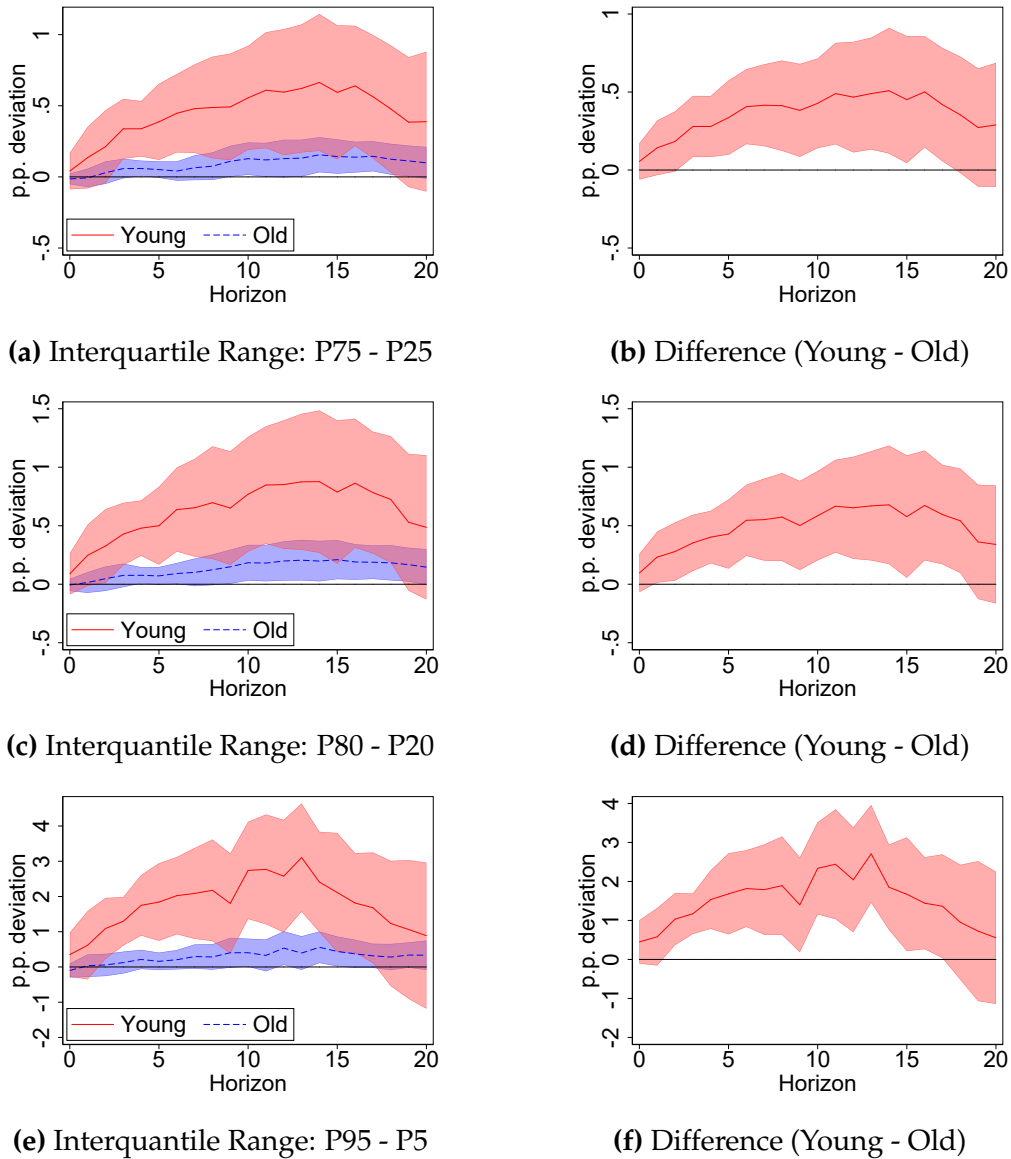 p.p. deviation
1
.5
0
-.5
Young Old
0 5 10 15 20
Horizon
(a) Interquartile Range: P75 - P25
p.p. deviation
1
.5
0
-.5
0 5 10 15 20
Horizon
(b) Difference (Young - Old)
p.p. deviation
1.5
1
.5
0
-.5
Young Old
0 5 10 15 20
Horizon
(c) Interquantile Range: P80 - P20
p.p. deviation
1.5
1
.5
0
-.5
0 5 10 15 20
Horizon
(d) Difference (Young - Old)
p.p. deviation
4
3
2
1
0
-1
-2
Young Old
0 5 10 15 20
Horizon
(e) Interquantile Range: P95 - P5
p.p. deviation
4
3
2
1
0
-1
-2
0 5 10 15 20
Horizon
(f) Difference (Young - Old)